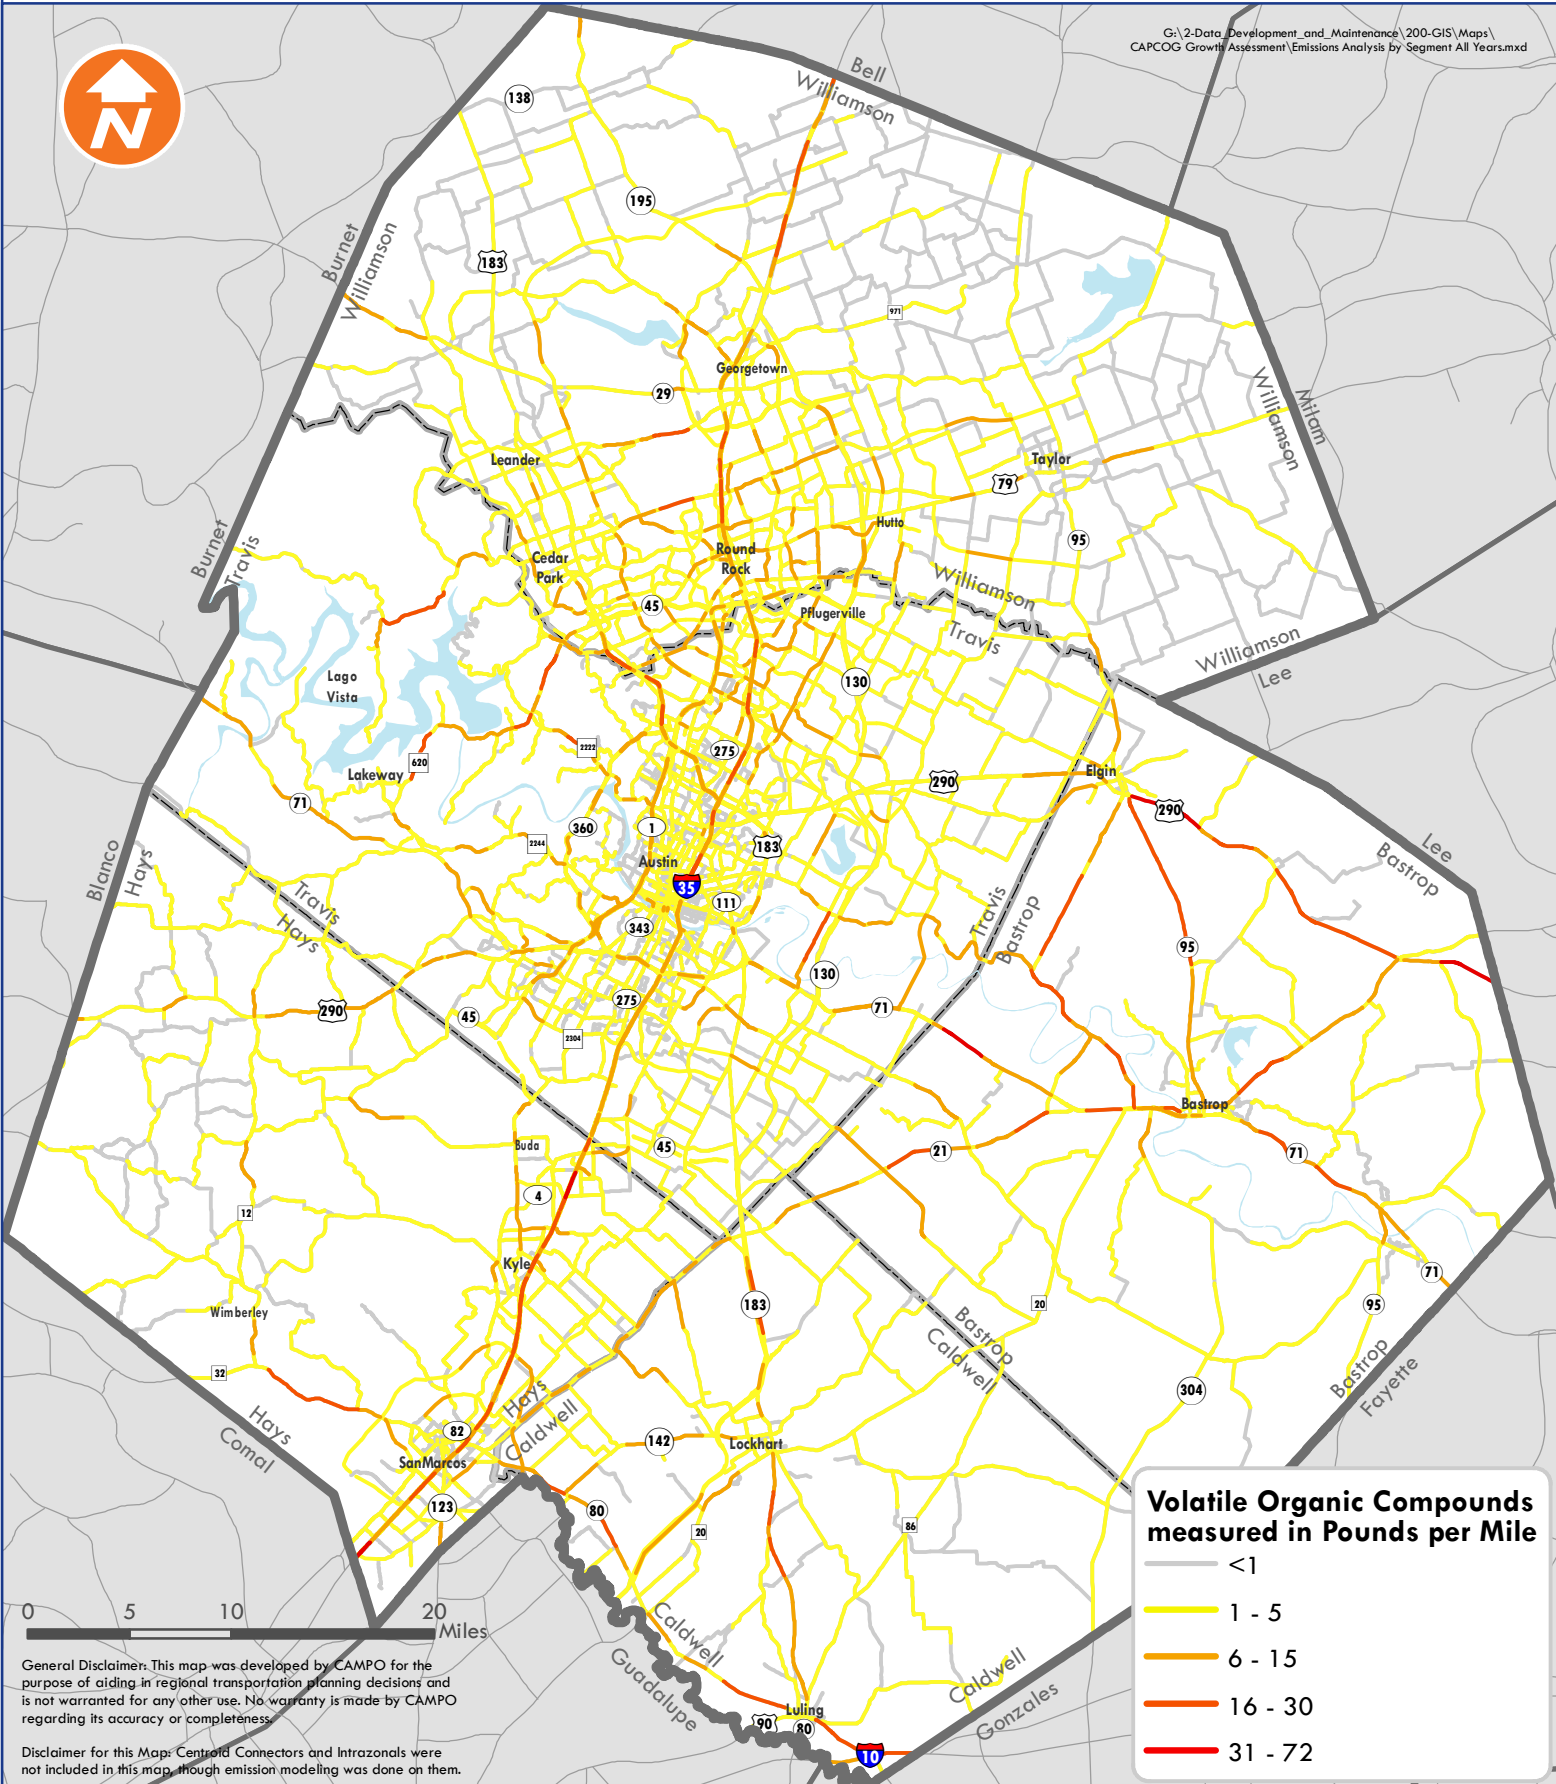 G:\2-Data_Development_and_Maintenance\200-GIS\Maps\
CAPCOG Growth Assessment\Emissions Analysis by Segment All Years.mxd
N
Bell
Williamson
138
195
183
Burnet
Williamson
971
Georgetown
29
Milam
Williamson
Leander
Taylor
79
Hutto
95
Burnet
Travis
Cedar
Park
Round
Rock
45
Williamson
Travis
Pflugerville
Williamson
Lee
130
Lago
Vista
2222
275
620
Lakeway
Elgin
290
290
71
360
1
183
2244
Austin
35
111
Lee
Bastrop
Blanco
Hays
Travis
Hays
343
Travis
Bastrop
95
130
275
71
290
45
2304
Bastrop
Buda
45
21
71
4
12
Kyle
71
183
20
95
Wimberley
Bastrop
Caldwell
32
Bastrop
Fayette
304
Hays
Comal
Hays
Caldwell
82
142
Lockhart
SanMarcos
123
80
20
86
Caldwell
Guadalupe
Caldwell
Gonzales
Luling
90
80
10
Volatile Organic Compounds
measured in Pounds per Mile
<1
1 - 5
6 - 15
16 - 30
31 - 72
0 5 10 20
Miles
General Disclaimer: This map was developed by CAMPO for the
purpose of aiding in regional transportation planning decisions and
is not warranted for any other use. No warranty is made by CAMPO
regarding its accuracy or completeness.
Disclaimer for this Map: Centroid Connectors and Intrazonals were
not included in this map, though emission modeling was done on them.